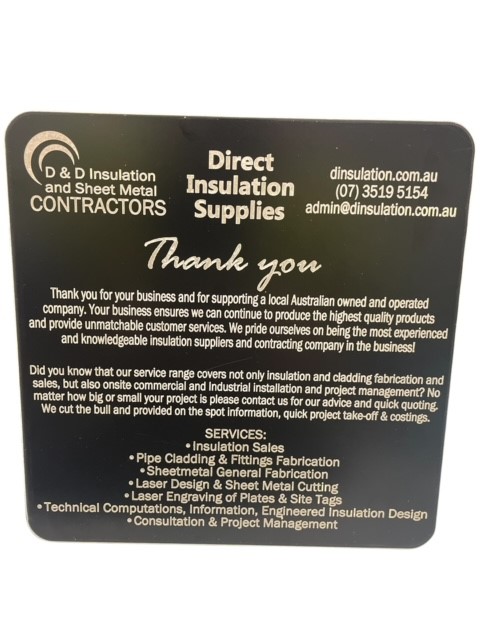 D & D Insulation
and Sheet Metal
CONTRACTORS
Direct
Insulation
Supplies
dinsulation.com.au
(07) 3519 5154
admin@dinsulation.com.au
Thank you
Thank you for your business and for supporting a local Australian owned and operated
company. Your business ensures we can continue to produce the highest quality products
and provide unmatchable customer services. We pride ourselves on being the most experienced
and knowledgeable insulation suppliers and contracting company in the business!
Did you know that our service range covers not only insulation and cladding fabrication and
sales, but also onsite commercial and Industrial installation and project management? No
matter how big or small your project is please contact us for our advice and quick quoting.
We cut the bull and provided on the spot information, quick project take-off & costings.
SERVICES:
•Insulation Sales
•Pipe Cladding & Fittings Fabrication
•Sheetmetal General Fabrication
•Laser Design & Sheet Metal Cutting
•Laser Engraving of Plates & Site Tags
•Technical Computations, Information, Engineered Insulation Design
•Consultation & Project Management